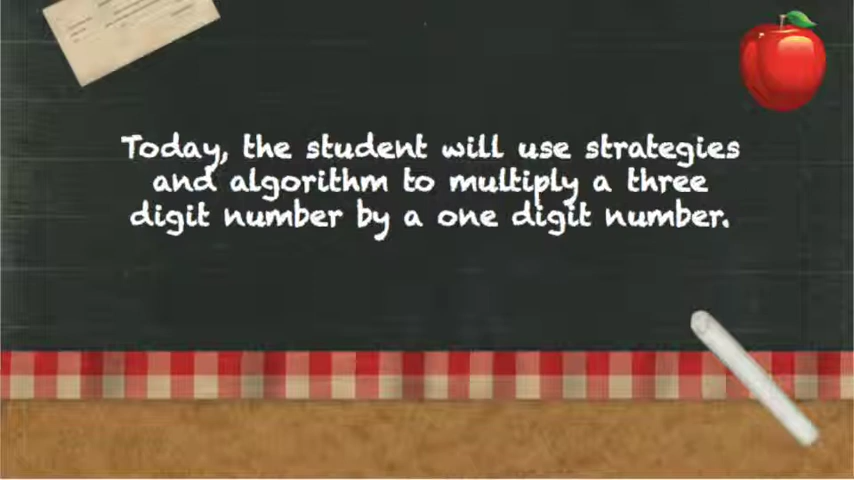 Today, the student will use strategies
and algorithm to multiply a three
digit number by a one digit number.